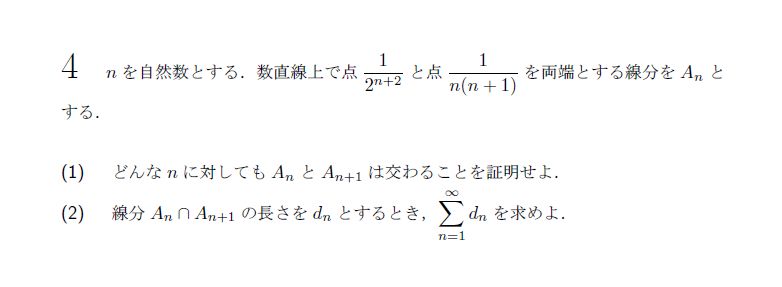 4 n を自然数とする．数直線上で点 $\frac{1}{2^{n+2}}$ と点 $\frac{1}{n(n+1)}$ を両端とする線分を $A_n$ と
する．
(1) どんな n に対しても $A_n$ と $A_{n+1}$ は交わることを証明せよ．
(2) 線分 $A_n \cap A_{n+1}$ の長さを $d_n$ とするとき，$\sum_{n=1}^{\infty} d_n$ を求めよ．